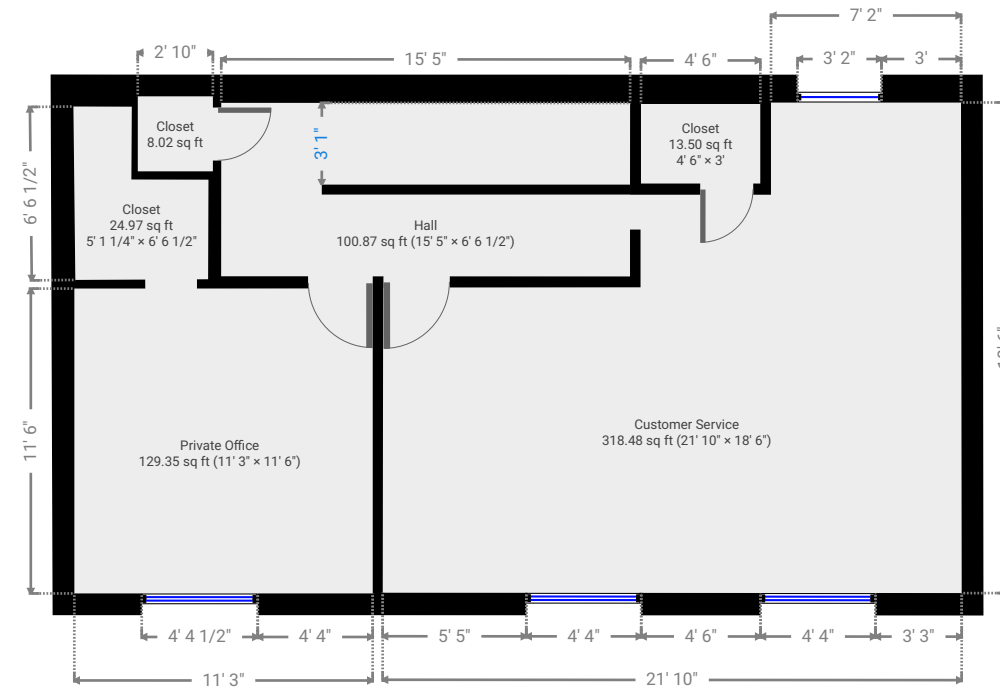 7' 2"
2' 10"
15' 5"
4' 6"
3' 2"
3'
Closet
8.02 sq ft
3' 1"
Closet
13.50 sq ft
4' 6" × 3'
6' 6 1/2"
Closet
24.97 sq ft
5' 1 1/4" × 6' 6 1/2"
Hall
100.87 sq ft (15' 5" × 6' 6 1/2")
11' 6"
Private Office
129.35 sq ft (11' 3" × 11' 6")
Customer Service
318.48 sq ft (21' 10" × 18' 6")
4' 4 1/2"
4' 4"
5' 5"
4' 4"
4' 6"
4' 4"
3' 3"
11' 3"
21' 10"